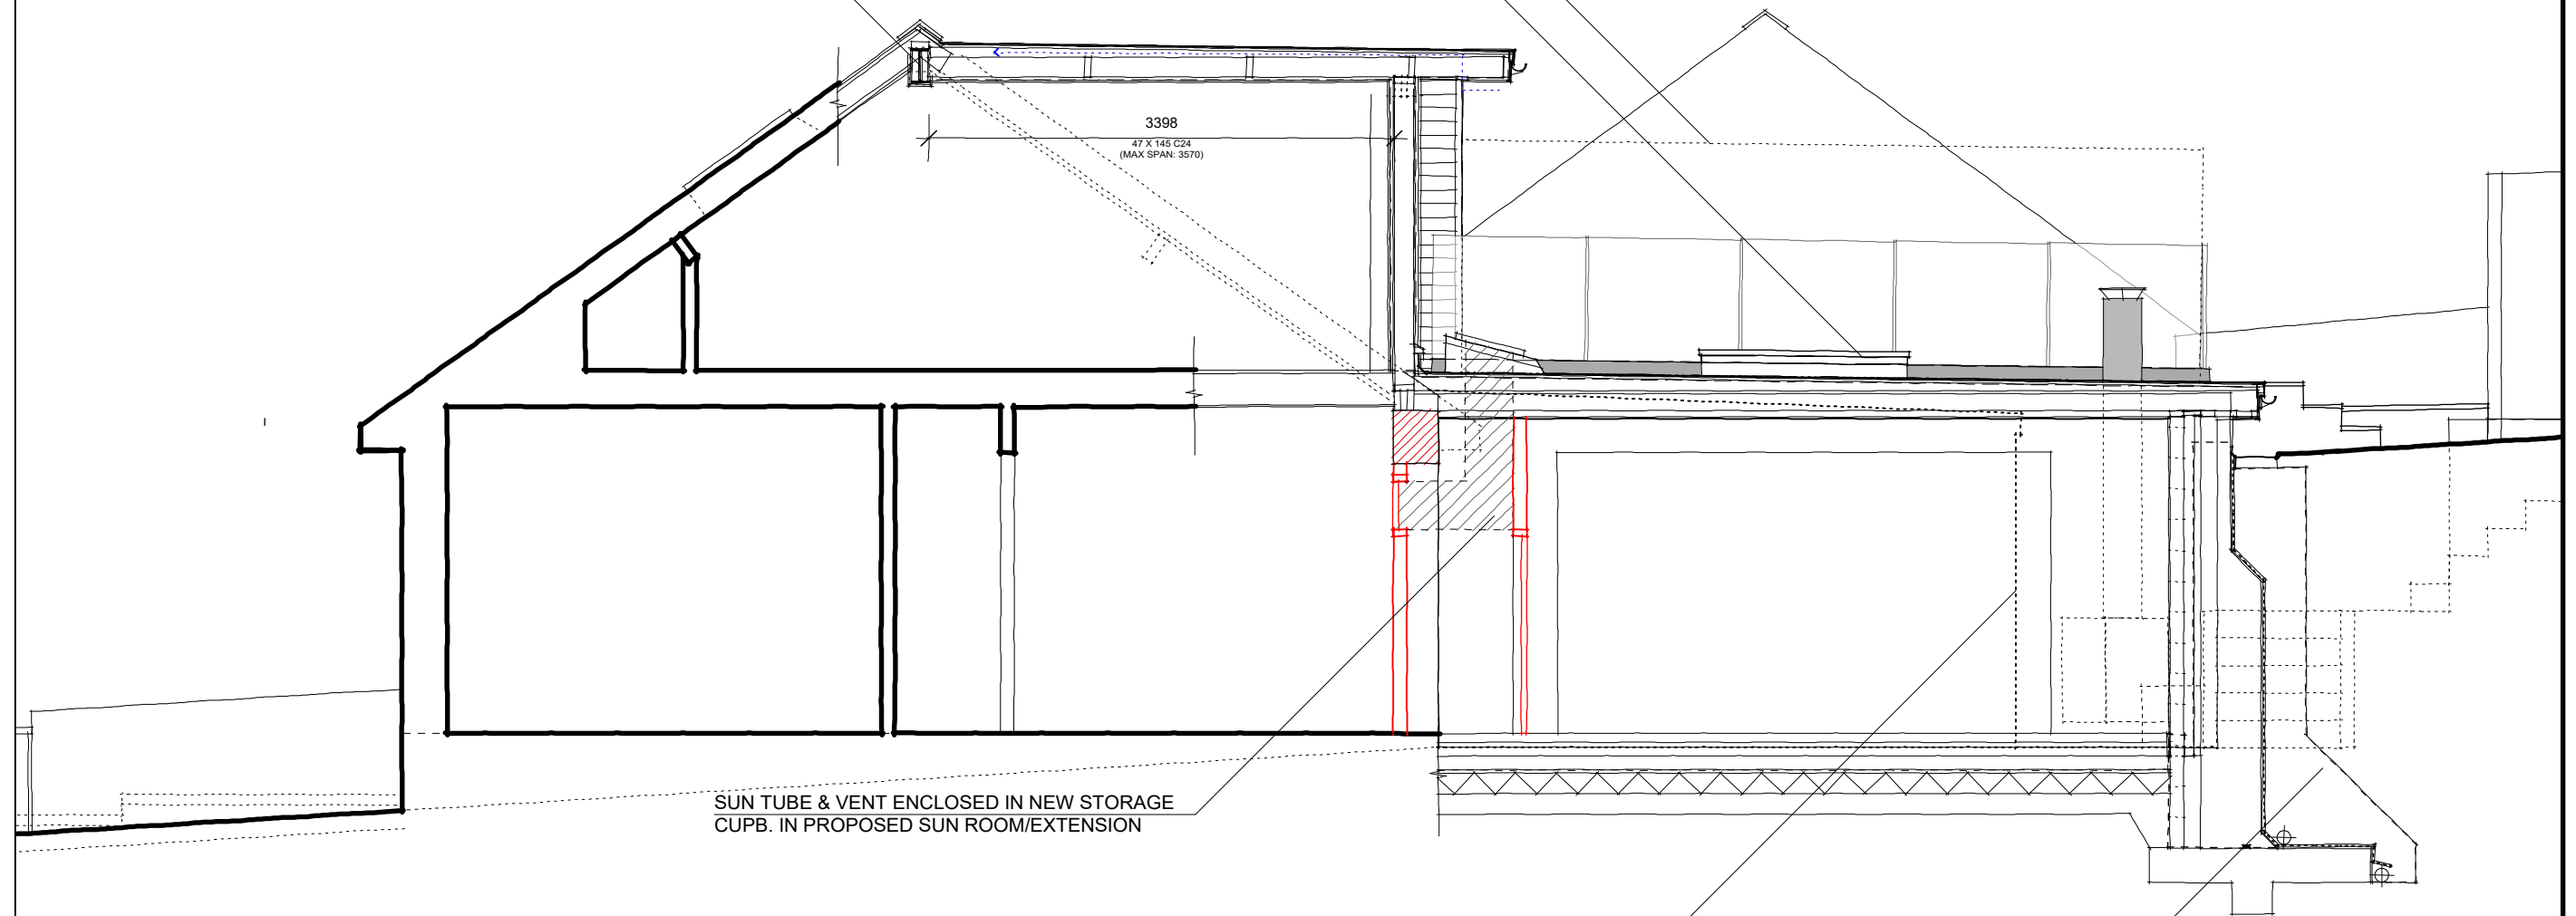 3398
47 X 145 C24
(MAX SPAN: 3570)
SUN TUBE & VENT ENCLOSED IN NEW STORAGE
CUPB. IN PROPOSED SUN ROOM/EXTENSION